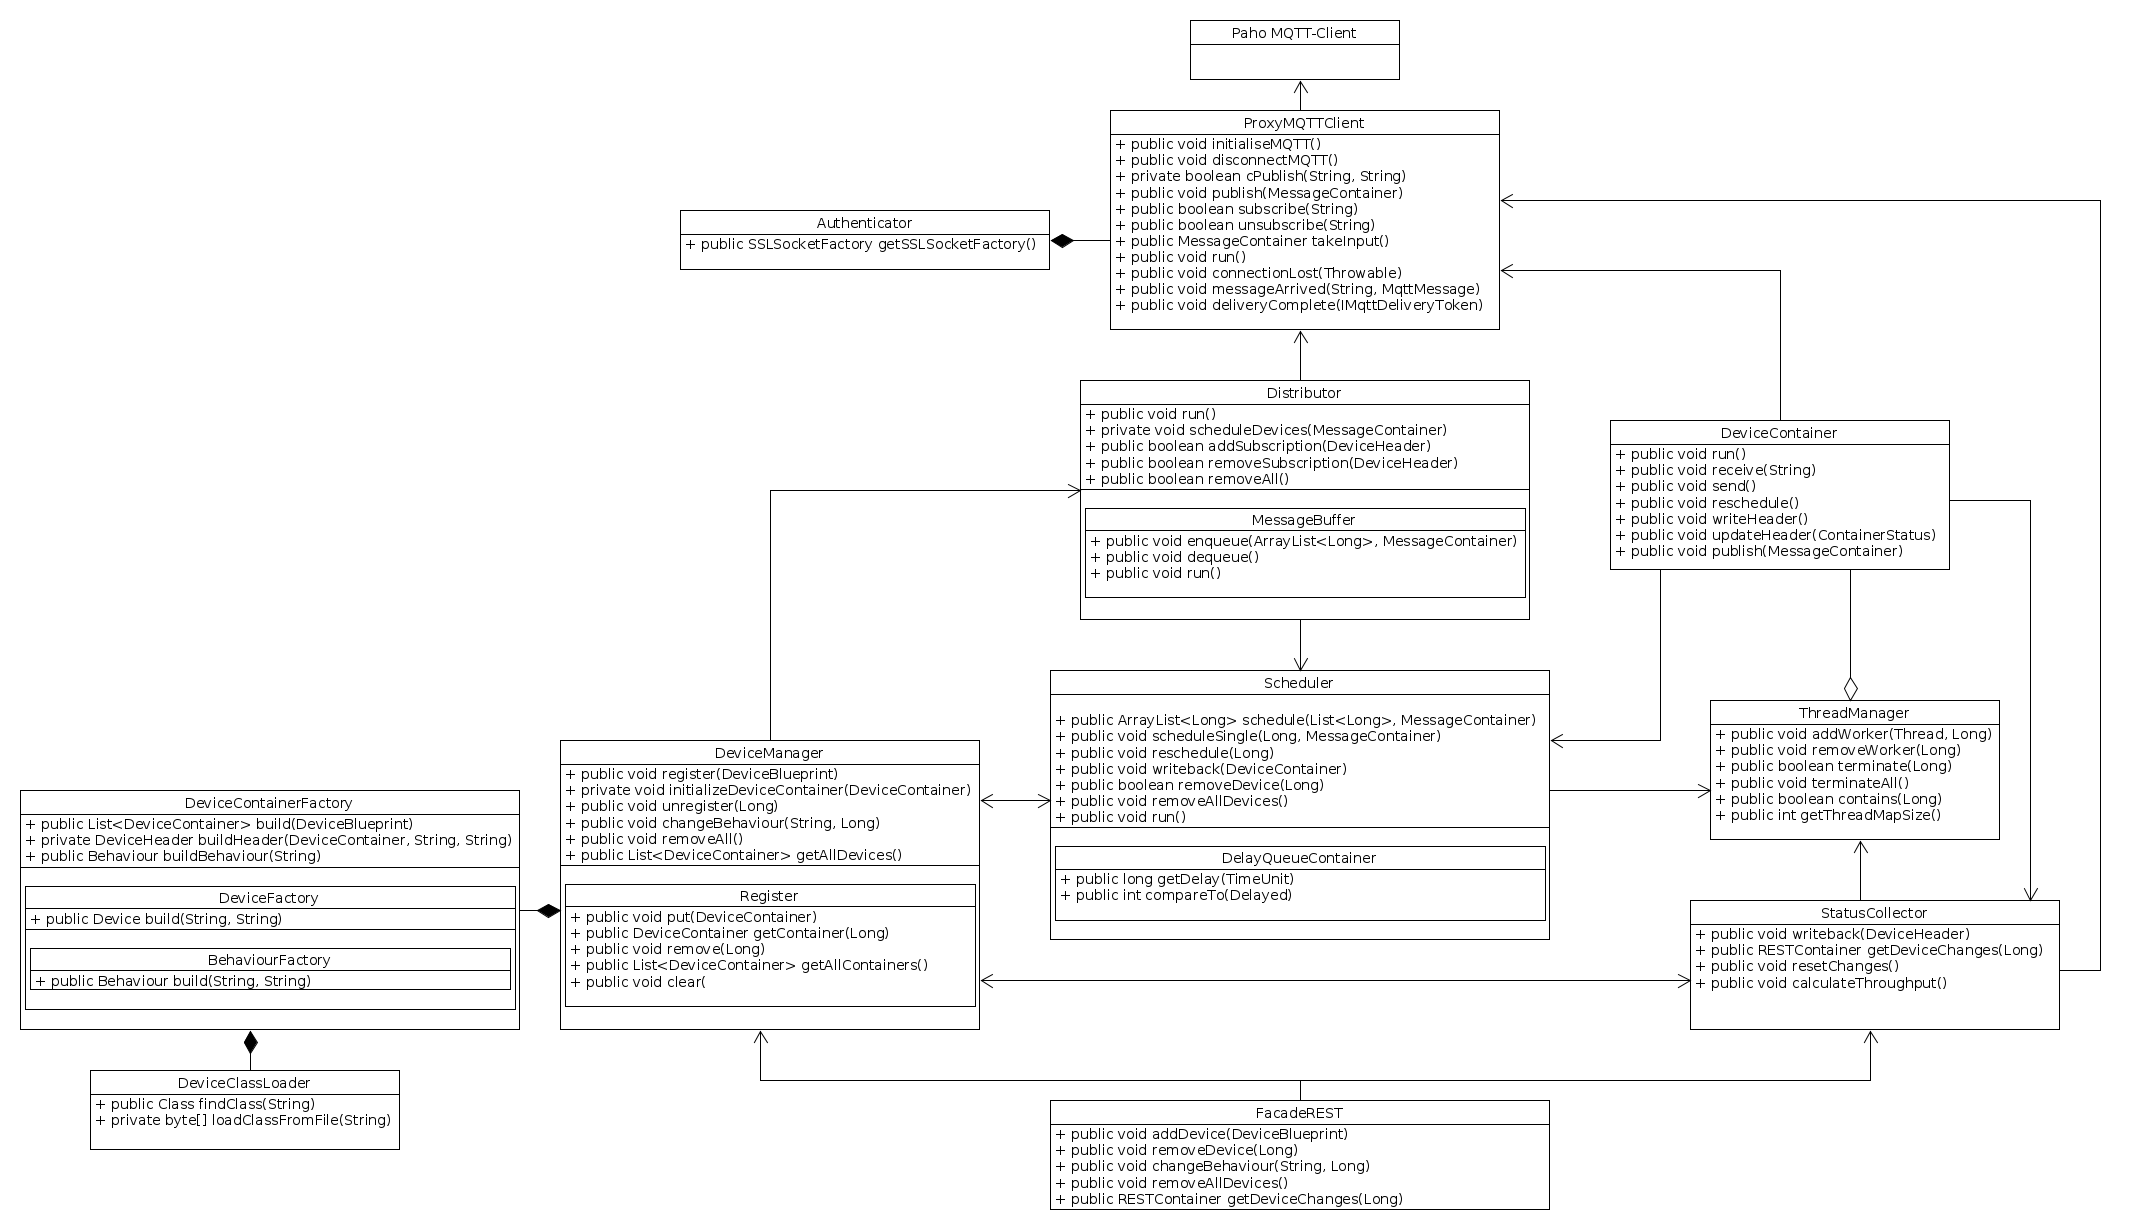 Paho MQTT-Client
ProxyMQTTClient
+ public void initialiseMQTT()
+ public void disconnectMQTT()
+ private boolean cPublish(String, String)
+ public void publish(MessageContainer)
+ public boolean subscribe(String)
+ public boolean unsubscribe(String)
+ public MessageContainer takeInput()
+ public void run()
+ public void connectionLost(Throwable)
+ public void messageArrived(String, MqttMessage)
+ public void deliveryComplete(IMqttDeliveryToken)
Authenticator
+ public SSLSocketFactory getSSLSocketFactory()
Distributor
+ public void run()
+ private void scheduleDevices(MessageContainer)
+ public boolean addSubscription(DeviceHeader)
+ public boolean removeSubscription(DeviceHeader)
+ public boolean removeAll()
MessageBuffer
+ public void enqueue(ArrayList<Long>, MessageContainer)
+ public void dequeue()
+ public void run()
DeviceContainer
+ public void run()
+ public void receive(String)
+ public void send()
+ public void reschedule()
+ public void writeHeader()
+ public void updateHeader(ContainerStatus)
+ public void publish(MessageContainer)
Scheduler
+ public ArrayList<Long> schedule(List<Long>, MessageContainer)
+ public void scheduleSingle(Long, MessageContainer)
+ public void reschedule(Long)
+ public void writeback(DeviceContainer)
+ public boolean removeDevice(Long)
+ public void removeAllDevices()
+ public void run()
DelayQueueContainer
+ public long getDelay(TimeUnit)
+ public int compareTo(Delayed)
ThreadManager
+ public void addWorker(Thread, Long)
+ public void removeWorker(Long)
+ public boolean terminate(Long)
+ public void terminateAll()
+ public boolean contains(Long)
+ public int getThreadMapSize()
DeviceManager
+ public void register(DeviceBlueprint)
+ private void initializeDeviceContainer(DeviceContainer)
+ public void unregister(Long)
+ public void changeBehaviour(String, Long)
+ public void removeAll()
+ public List<DeviceContainer> getAllDevices()
Register
+ public void put(DeviceContainer)
+ public DeviceContainer getContainer(Long)
+ public void remove(Long)
+ public List<DeviceContainer> getAllContainers()
+ public void clear(
DeviceContainerFactory
+ public List<DeviceContainer> build(DeviceBlueprint)
+ private DeviceHeader buildHeader(DeviceContainer, String, String)
+ public Behaviour buildBehaviour(String)
DeviceFactory
+ public Device build(String, String)
BehaviourFactory
+ public Behaviour build(String, String)
StatusCollector
+ public void writeback(DeviceHeader)
+ public RESTContainer getDeviceChanges(Long)
+ public void resetChanges()
+ public void calculateThroughput()
DeviceClassLoader
+ public Class findClass(String)
+ private byte[] loadClassFromFile(String)
FacadeREST
+ public void addDevice(DeviceBlueprint)
+ public void removeDevice(Long)
+ public void changeBehaviour(String, Long)
+ public void removeAllDevices()
+ public RESTContainer getDeviceChanges(Long)